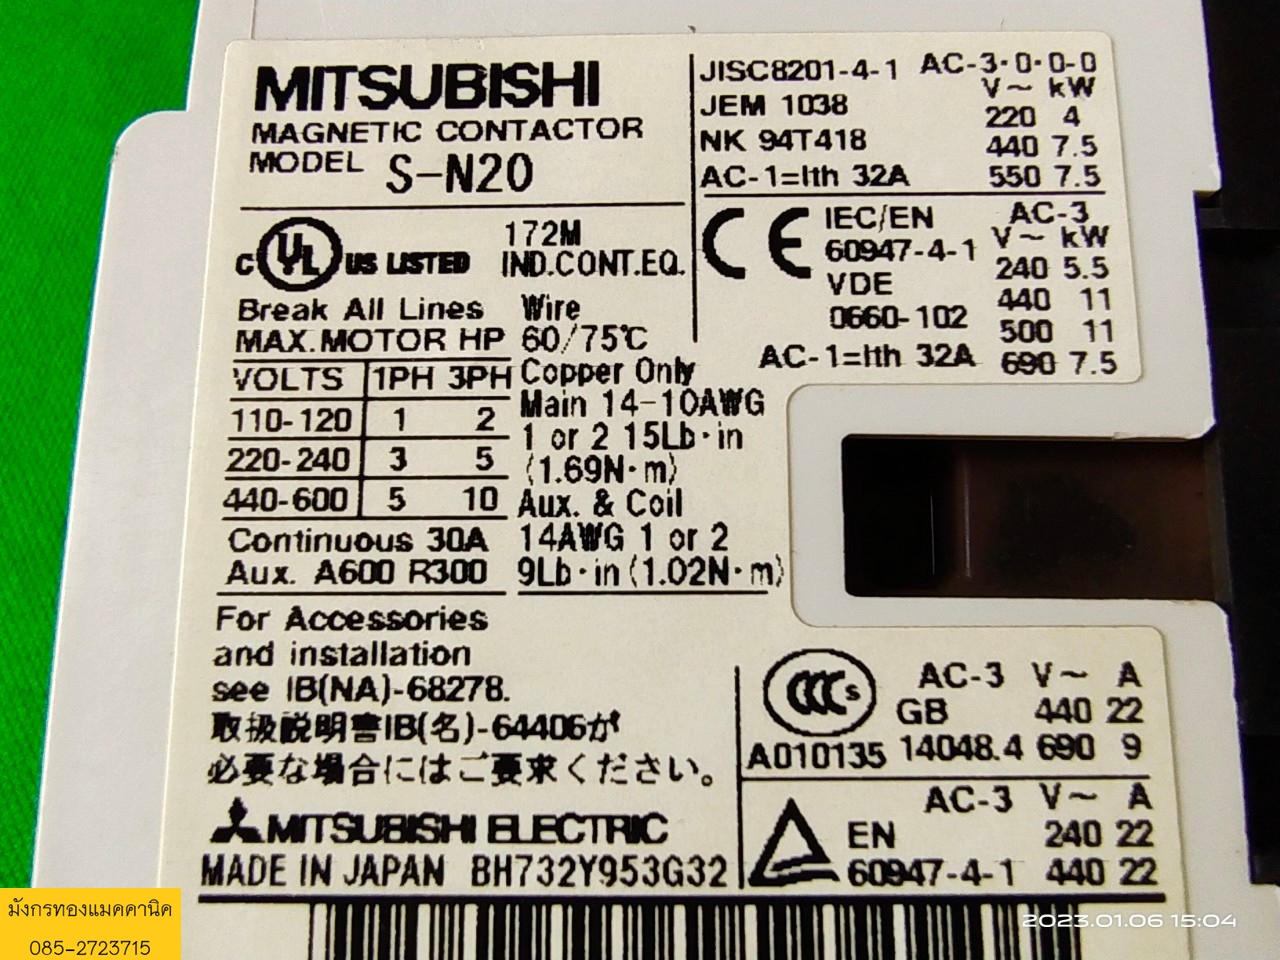 MITSUBISHI
MAGNETIC CONTACTOR
MODEL S-N20
C UL US LISTED 172M
IND.CONT.EQ.
Break All Lines
MAX.MOTOR HP
VOLTS 1PH 3PH
110-120 1 2
220-240 3 5
440-600 5 10
Continuous 30A
Aux. A600 R300
Wire
60/75℃
Copper Only
Main 14-10AWG
1 or 2 15Lb·in
(1.69N·m)
Aux. & Coil
14AWG 1 or 2
9Lb·in (1.02N·m)
For Accessories
and installation
see IB(NA)-68278.
取扱説明書IB(名)-64406が
必要な場合にはご要求ください。
MITSUBISHI ELECTRIC
MADE IN JAPAN BH732Y953G32
JISC8201-4-1 AC-3·0·0-0
JEM 1038 V~ kW
NK 94T418 220 4
440 7.5
AC-1=Ith 32A 550 7.5
CE IEC/EN AC-3
60947-4-1 V~ kW
VDE 240 5.5
0660-102 440 11
500 11
AC-1=Ith 32A 690 7.5
CCC S AC-3 V~ A
GB 440 22
A010135 14048.4 690 9
AC-3 V~ A
EN 240 22
60947-4-1 440 22
มังกรทองแมคคานิค
085-2723715
2023.01.06 15:04